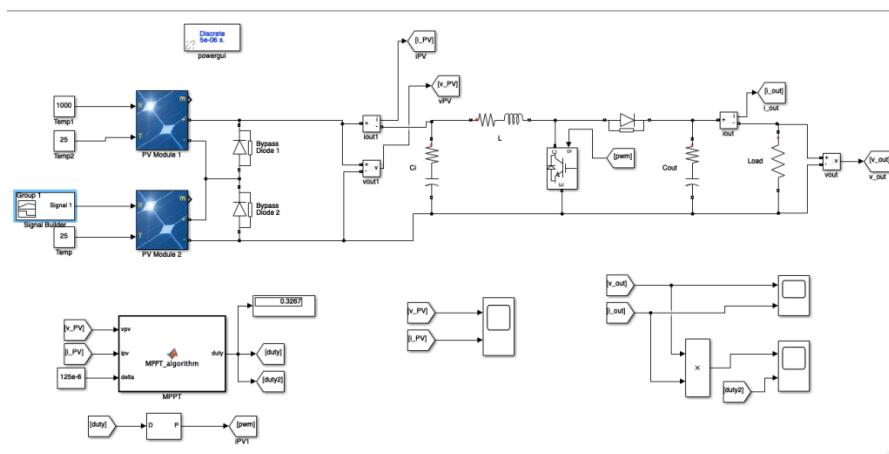 Discrete
5e-06 s.
powergui
[i_PV]
iPV
[v_PV]
vPV
1000
Temp1
25
Temp2
m
T
+
-
PV Module 1
Bypass
Diode 1
iout1
+
-
i
L
[i_out]
i_out
iout
Group 1
Signal 1
Signal Builder
25
Temp
m
T
+
-
PV Module 2
Bypass
Diode 2
vout1
+
-
v
Ci
g
C
E
[pwm]
Cout
Load
vout
+
-
v
[v_out]
v_out
0.3267
[v_PV]
[i_PV]
125e-6
vpv
ipv
delta
MPPT_algorithm
duty
MPPT
[duty]
[duty2]
[v_PV]
[i_PV]
[v_out]
[i_out]
×
[duty2]
[duty]
D
P
[pwm]
iPV1